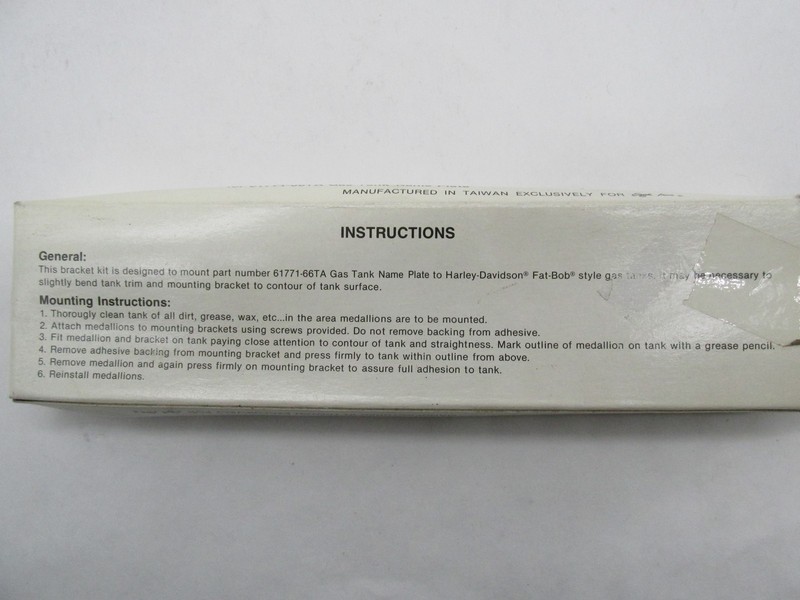 MANUFACTURED IN TAIWAN EXCLUSIVELY FOR
INSTRUCTIONS
General:
This bracket kit is designed to mount part number 61771-66TA Gas Tank Name Plate to Harley-Davidson® Fat-Bob® style gas tanks. It may be necessary to
slightly bend tank trim and mounting bracket to contour of tank surface.
Mounting Instructions:
1. Thorougly clean tank of all dirt, grease, wax, etc...in the area medallions are to be mounted.
2. Attach medallions to mounting brackets using screws provided. Do not remove backing from adhesive.
3. Fit medallion and bracket on tank paying close attention to contour of tank and straightness. Mark outline of medallion on tank with a grease pencil.
4. Remove adhesive backing from mounting bracket and press firmly to tank within outline from above.
5. Remove medallion and again press firmly on mounting bracket to assure full adhesion to tank.
6. Reinstall medallions.